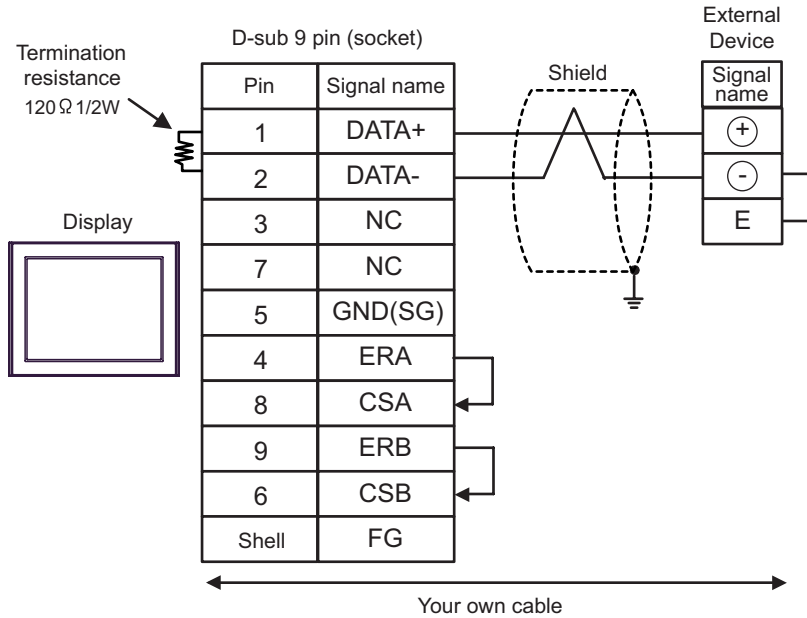 External
Device
D-sub 9 pin (socket)
Termination
resistance
120Ω 1/2W
Shield
Pin Signal name
Signal
name
1 DATA+
+
2 DATA-
-
3 NC
E
Display
7 NC
5 GND(SG)
4 ERA
8 CSA
9 ERB
6 CSB
Shell FG
Your own cable